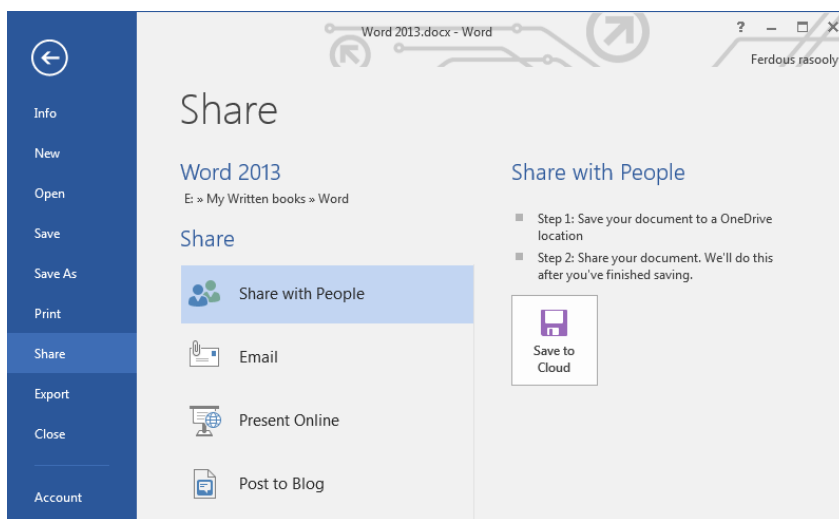 Word 2013.docx - Word
?
Ferdous rasooly
Info
New
Open
Save
Save As
Print
Share
Export
Close
Account
Share
Word 2013
E: » My Written books » Word
Share
Share with People
Email
Present Online
Post to Blog
Share with People
Step 1: Save your document to a OneDrive
location
Step 2: Share your document. We'll do this
after you've finished saving.
Save to
Cloud